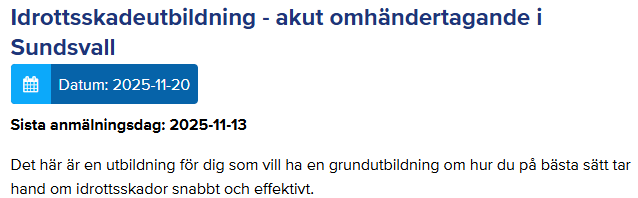 Idrottsskadeutbildning - akut omhändertagande i
Sundsvall
Datum: 2025-11-20
Sista anmälningsdag: 2025-11-13
Det här är en utbildning för dig som vill ha en grundutbildning om hur du på bästa sätt tar
hand om idrottsskador snabbt och effektivt.